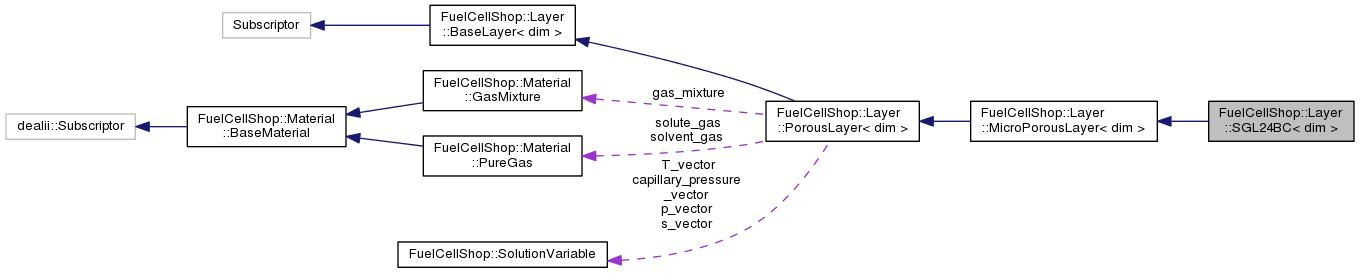 Subscriptor
FuelCellShop::Layer
::BaseLayer< dim >
dealii::Subscriptor
FuelCellShop::Material
::BaseMaterial
FuelCellShop::Material
::GasMixture
FuelCellShop::Material
::PureGas
FuelCellShop::SolutionVariable
gas_mixture
solute_gas
solvent_gas
T_vector
capillary_pressure
_vector
p_vector
s_vector
FuelCellShop::Layer
::PorousLayer< dim >
FuelCellShop::Layer
::MicroPorousLayer< dim >
FuelCellShop::Layer
::SGL24BC< dim >